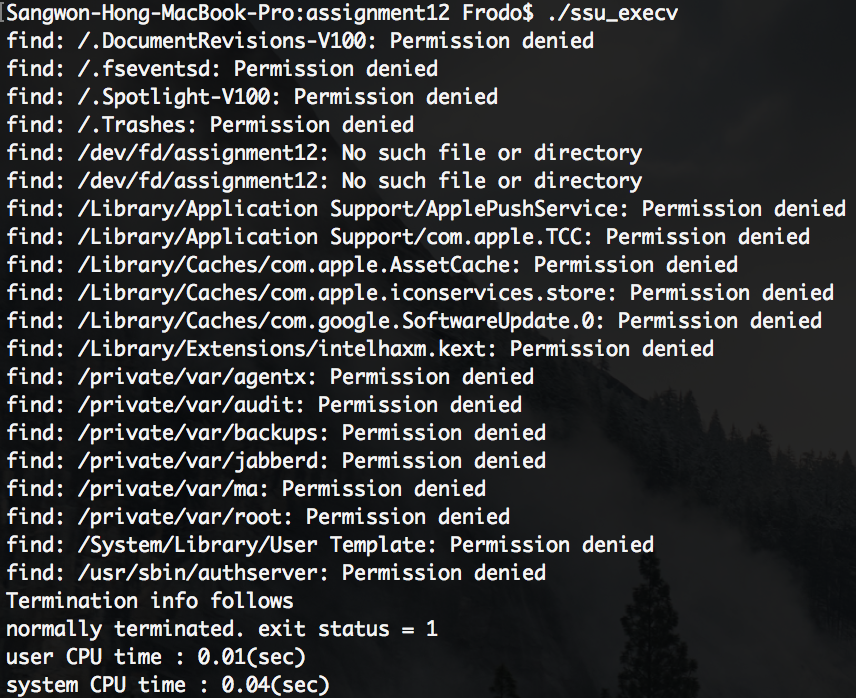 Sangwon-Hong-MacBook-Pro:assignment12 Frodo$ ./ssu_execv
find: /.DocumentRevisions-V100: Permission denied
find: /.fseventsd: Permission denied
find: /.Spotlight-V100: Permission denied
find: /.Trashes: Permission denied
find: /dev/fd/assignment12: No such file or directory
find: /dev/fd/assignment12: No such file or directory
find: /Library/Application Support/ApplePushService: Permission denied
find: /Library/Application Support/com.apple.TCC: Permission denied
find: /Library/Caches/com.apple.AssetCache: Permission denied
find: /Library/Caches/com.apple.iconservices.store: Permission denied
find: /Library/Caches/com.google.SoftwareUpdate.0: Permission denied
find: /Library/Extensions/intelhaxm.kext: Permission denied
find: /private/var/agentx: Permission denied
find: /private/var/audit: Permission denied
find: /private/var/backups: Permission denied
find: /private/var/jabberd: Permission denied
find: /private/var/ma: Permission denied
find: /private/var/root: Permission denied
find: /System/Library/User Template: Permission denied
find: /usr/sbin/authserver: Permission denied
Termination info follows
normally terminated. exit status = 1
user CPU time : 0.01(sec)
system CPU time : 0.04(sec)